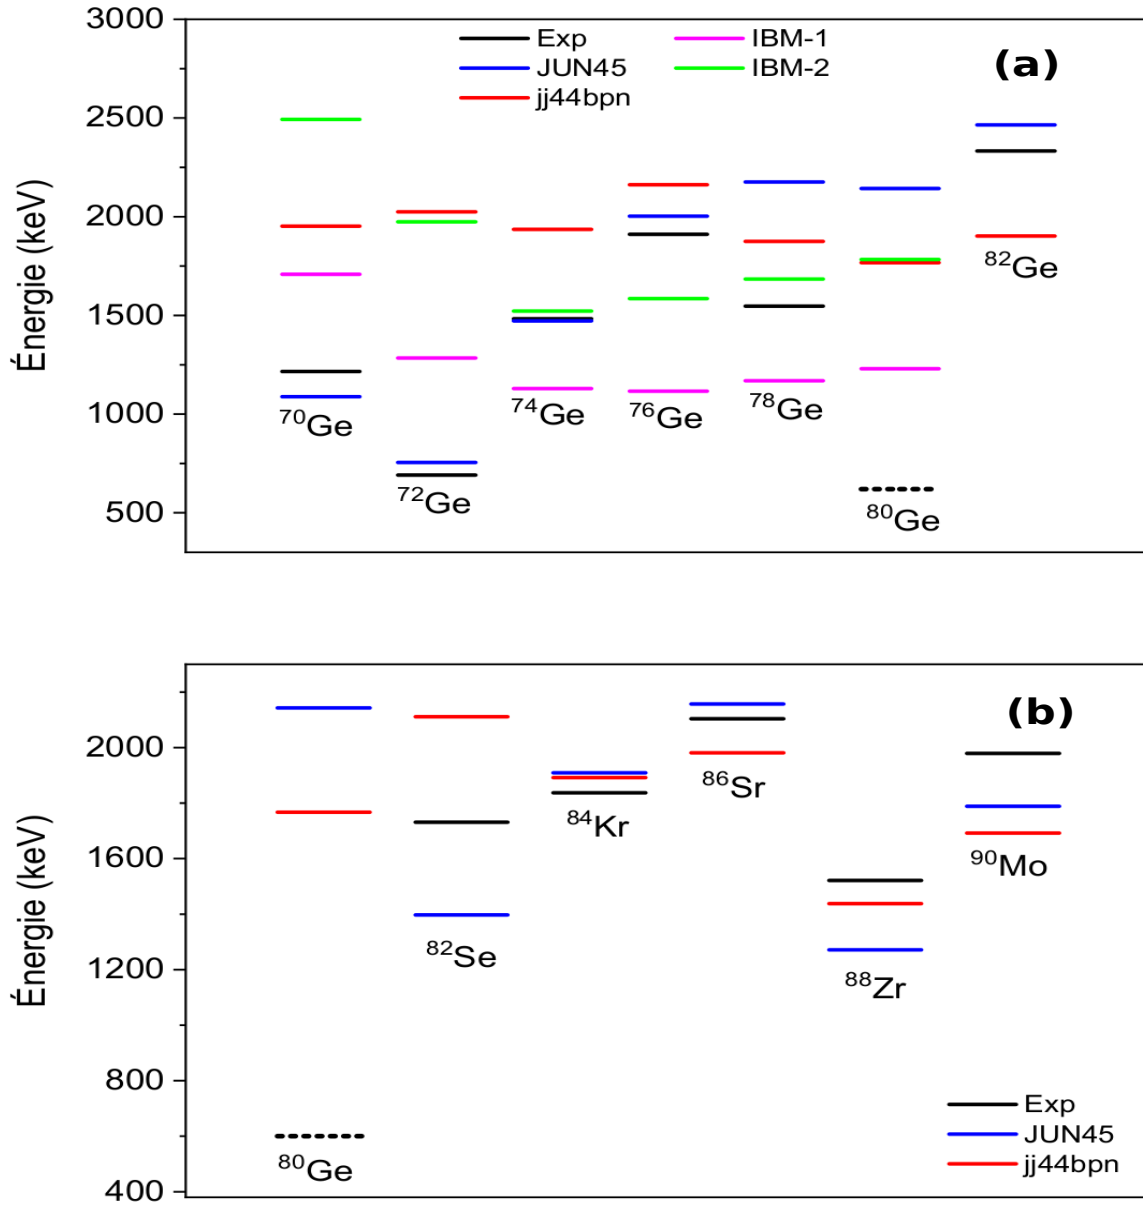 3000
2500
2000
1500
1000
500
Énergie (keV)
Exp
JUN45
jj44bpn
IBM-1
IBM-2
(a)
70Ge
72Ge
74Ge
76Ge
78Ge
80Ge
82Ge
2000
1600
1200
800
400
Énergie (keV)
(b)
80Ge
82Se
84Kr
86Sr
88Zr
90Mo
Exp
JUN45
jj44bpn